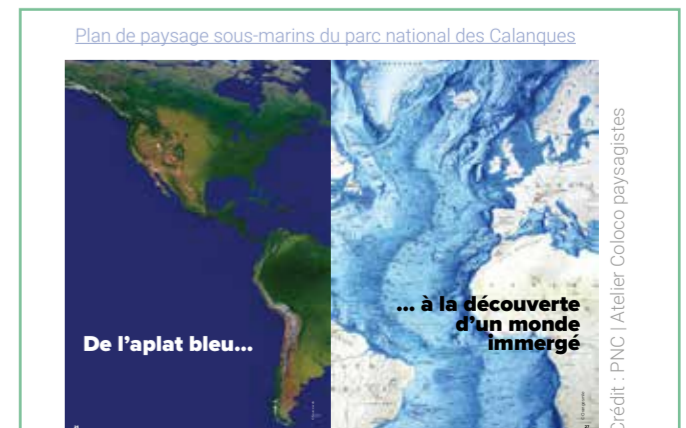 Plan de paysage sous-marins du parc national des Calanques
De l’aplat bleu...
... à la découverte
d’un monde
immergé
Crédit : PNC | Atelier Coloco paysagistes